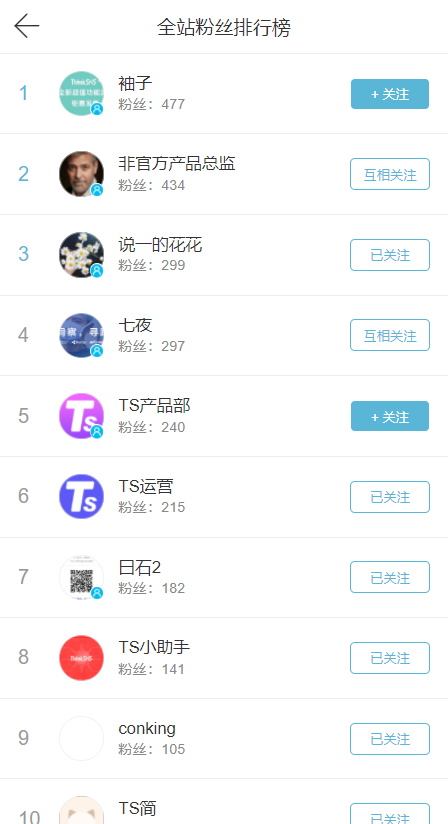 全站粉丝排行榜
1
ThinkSNS
袖子
粉丝：477
+ 关注
2
非官方产品总监
粉丝：434
互相关注
3
说一的花花
粉丝：299
已关注
4
七夜
粉丝：297
互相关注
5
Ts
TS产品部
粉丝：240
+ 关注
6
Ts
TS运营
粉丝：215
已关注
7
曰石2
粉丝：182
已关注
8
ThinkSNS
TS小助手
粉丝：141
已关注
9
conking
粉丝：105
已关注
10
TS简
已关注